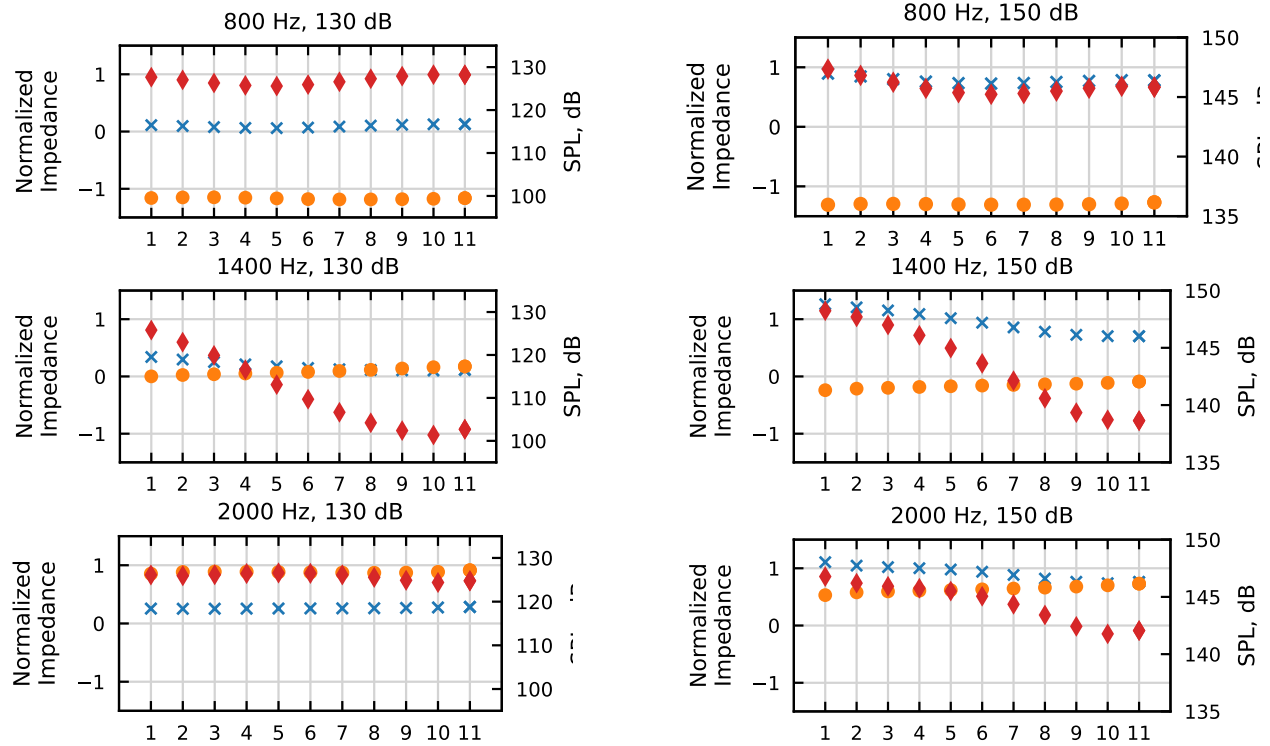 800 Hz, 130 dB
Normalized
Impedance
1
0
−1
130
120
110
100
SPL, dB
1 2 3 4 5 6 7 8 9 10 11
800 Hz, 150 dB
Normalized
Impedance
1
0
−1
150
145
140
135
1 2 3 4 5 6 7 8 9 10 11
1400 Hz, 130 dB
Normalized
Impedance
1
0
−1
130
120
110
100
SPL, dB
1 2 3 4 5 6 7 8 9 10 11
1400 Hz, 150 dB
Normalized
Impedance
1
0
−1
150
145
140
135
SPL, dB
1 2 3 4 5 6 7 8 9 10 11
2000 Hz, 130 dB
Normalized
Impedance
1
0
−1
130
120
110
100
1 2 3 4 5 6 7 8 9 10 11
2000 Hz, 150 dB
Normalized
Impedance
1
0
−1
150
145
140
135
SPL, dB
1 2 3 4 5 6 7 8 9 10 11